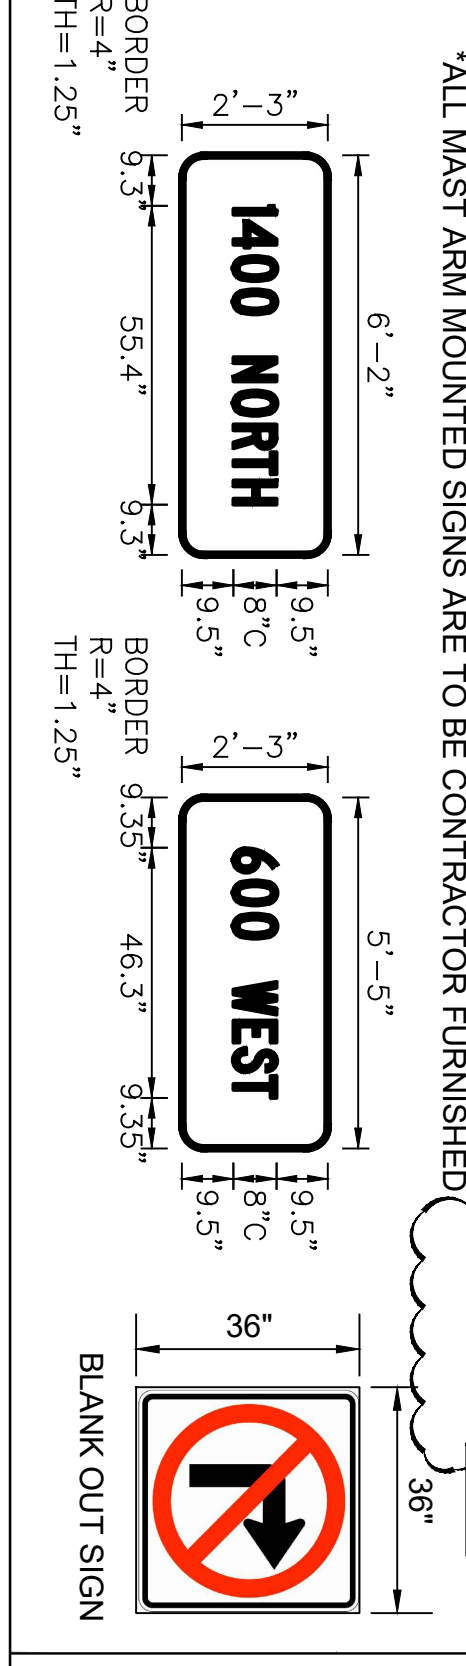 *ALL MAST ARM MOUNTED SIGNS ARE TO BE CONTRACTOR FURNISHED
6'-2"
2'-3"
1400 NORTH
9.5"
8"C
9.5"
9.3"
55.4"
9.3"
BORDER
R=4"
TH=1.25"
5'-5"
2'-3"
600 WEST
9.5"
8"C
9.5"
9.35"
46.3"
9.35"
BORDER
R=4"
TH=1.25"
36"
36"
BLANK OUT SIGN